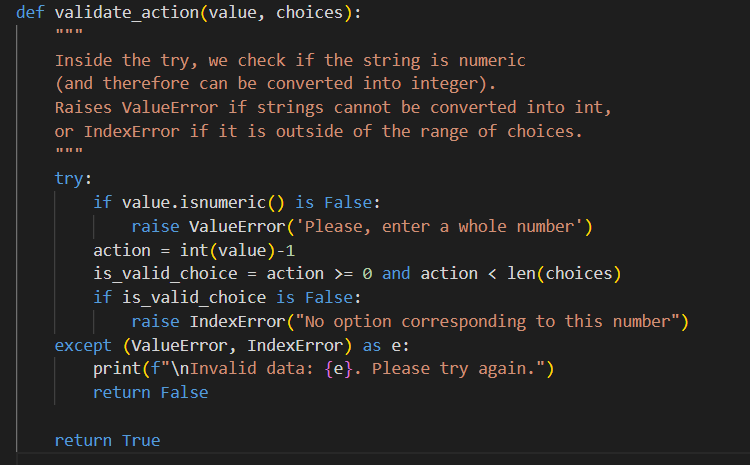 def validate_action(value, choices):
"""
Inside the try, we check if the string is numeric
(and therefore can be converted into integer).
Raises ValueError if strings cannot be converted into int,
or IndexError if it is outside of the range of choices.
"""
try:
if value.isnumeric() is False:
raise ValueError('Please, enter a whole number')
action = int(value)-1
is_valid_choice = action >= 0 and action < len(choices)
if is_valid_choice is False:
raise IndexError("No option corresponding to this number")
except (ValueError, IndexError) as e:
print(f"\nInvalid data: {e}. Please try again.")
return False
return True